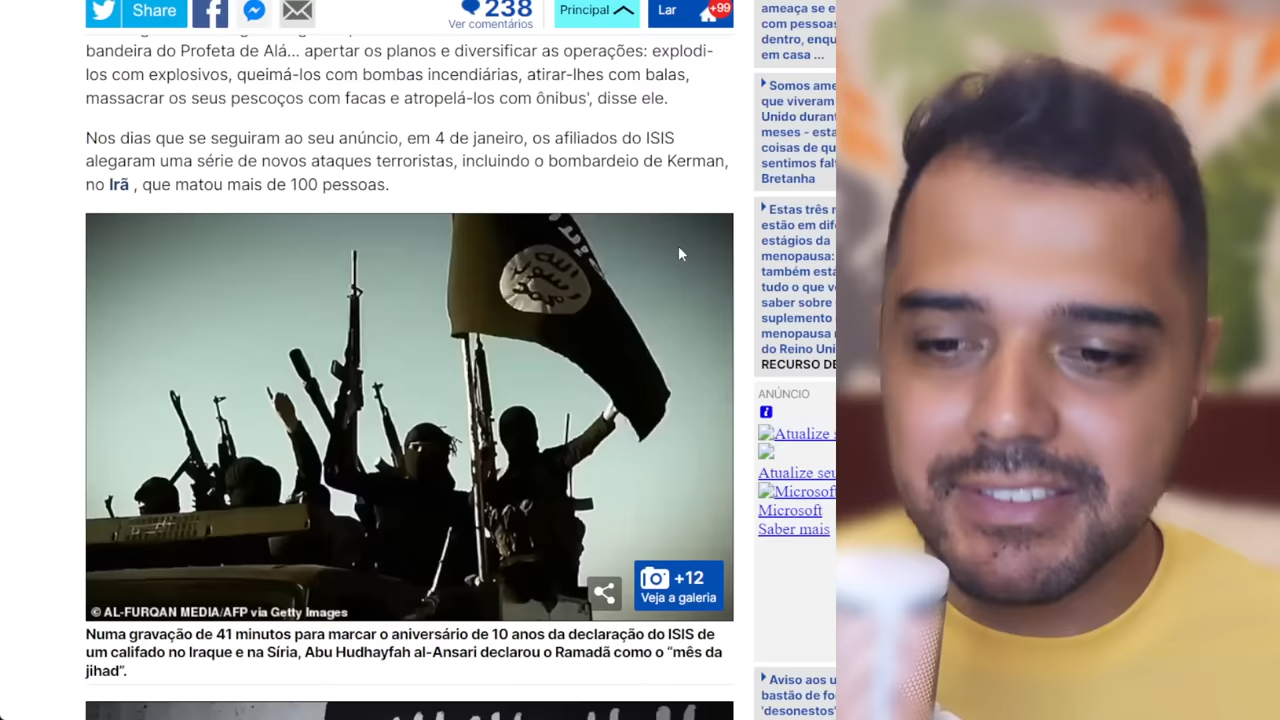 Share
238
Ver comentários
Principal
Lar
+99
bandeira do Profeta de Alá... apertar os planos e diversificar as operações: explodi-
los com explosivos, queimá-los com bombas incendiárias, atirar-lhes com balas,
massacrar os seus pescoços com facas e atropelá-los com ônibus', disse ele.
Nos dias que se seguiram ao seu anúncio, em 4 de janeiro, os afiliados do ISIS
alegaram uma série de novos ataques terroristas, incluindo o bombardeio de Kerman,
no Irã , que matou mais de 100 pessoas.
+12
Veja a galeria
© AL-FURQAN MEDIA/AFP via Getty Images
Numa gravação de 41 minutos para marcar o aniversário de 10 anos da declaração do ISIS de
um califado no Iraque e na Síria, Abu Hudhayfah al-Ansari declarou o Ramadã como o “mês da
jihad”.
ameaça se e
com pessoas
dentro, enqu
em casa ...
Somos ame
que viveram
Unido duran
meses - esta
coisas de qu
sentimos fal
Bretanha
Estas três
estão em dif
estágios da
menopausa:
também esta
tudo o que v
saber sobre
suplemento
menopausa
do Reino Uni
RECURSO DE
ANÚNCIO
Atualize
Atualize seu
Microsoft
Microsoft
Saber mais
Aviso aos u
bastão de fo
'desonestos'